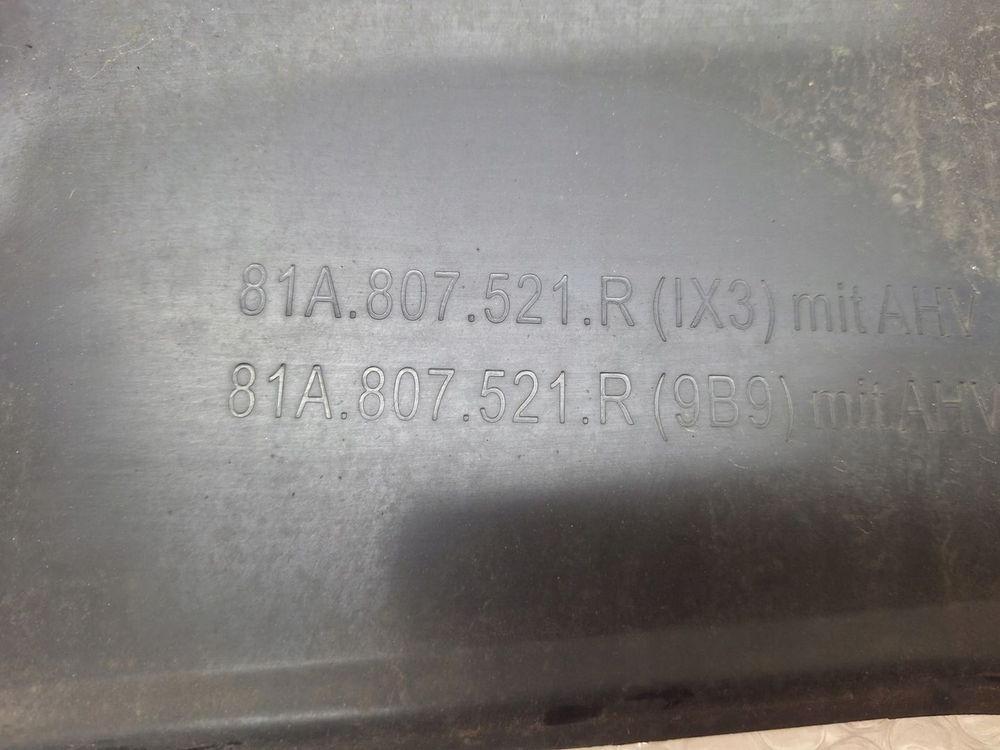 81A.807.521.R (IX3) mit AHV
81A.807.521.R (9B9) mit AHV